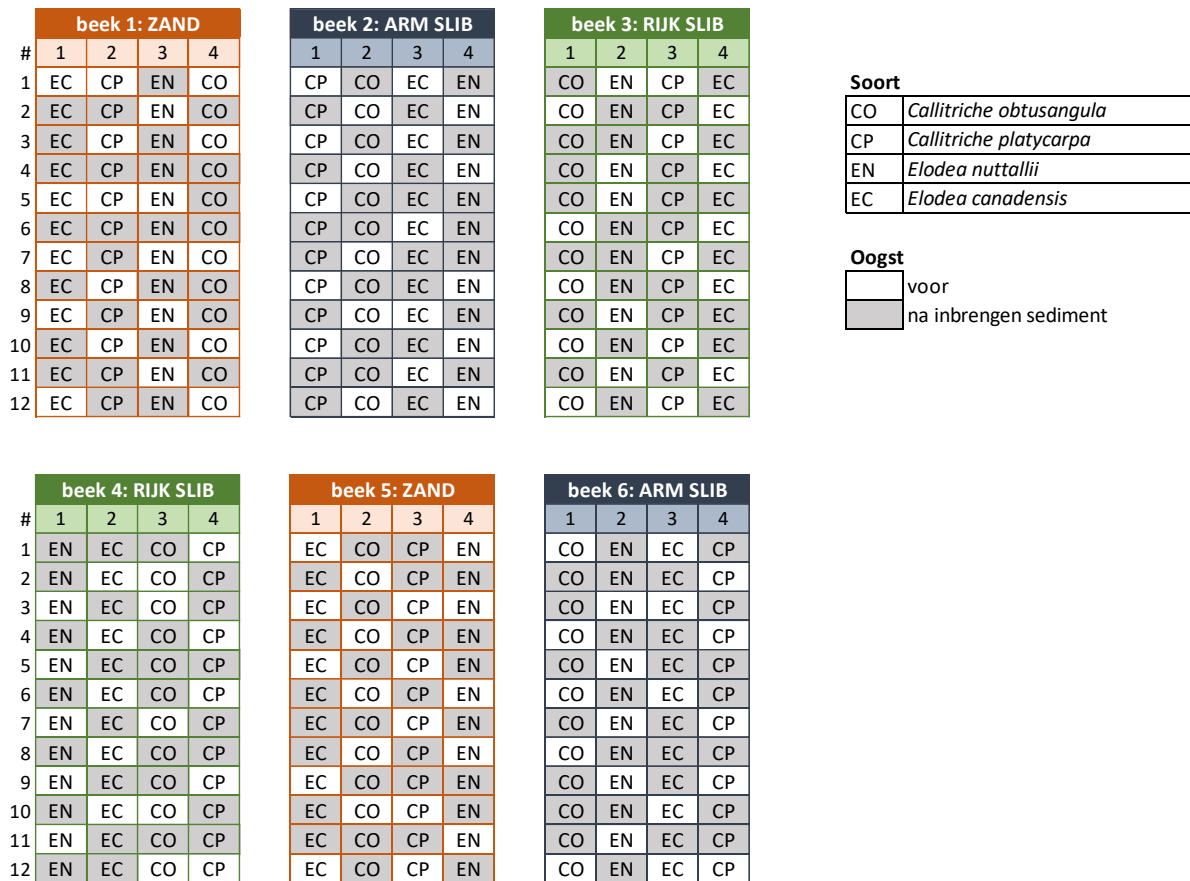 beek 1: ZAND beek 2: ARM SLIB beek 3: RIJK SLIB
# 1 2 3 4 1 2 3 4 1 2 3 4
1 EC CP EN CO CP CO EC EN CO EN CP EC Soort
2 EC CP EN CO CP CO EC EN CO EN CP EC CO Callitriche obtusangula
3 EC CP EN CO CP CO EC EN CO EN CP EC CP Callitriche platycarpa
4 EC CP EN CO CP CO EC EN CO EN CP EC EN Elodea nuttallii
5 EC CP EN CO CP CO EC EN CO EN CP EC EC Elodea canadensis
6 EC CP EN CO CP CO EC EN CO EN CP EC
7 EC CP EN CO CP CO EC EN CO EN CP EC Oogst
8 EC CP EN CO CP CO EC EN CO EN CP EC voor
9 EC CP EN CO CP CO EC EN CO EN CP EC na inbrengen sediment
10 EC CP EN CO CP CO EC EN CO EN CP EC
11 EC CP EN CO CP CO EC EN CO EN CP EC
12 EC CP EN CO CP CO EC EN CO EN CP EC
beek 4: RIJK SLIB beek 5: ZAND beek 6: ARM SLIB
# 1 2 3 4 1 2 3 4 1 2 3 4
1 EN EC CO CP EC CO CP EN CO EN EC CP
2 EN EC CO CP EC CO CP EN CO EN EC CP
3 EN EC CO CP EC CO CP EN CO EN EC CP
4 EN EC CO CP EC CO CP EN CO EN EC CP
5 EN EC CO CP EC CO CP EN CO EN EC CP
6 EN EC CO CP EC CO CP EN CO EN EC CP
7 EN EC CO CP EC CO CP EN CO EN EC CP
8 EN EC CO CP EC CO CP EN CO EN EC CP
9 EN EC CO CP EC CO CP EN CO EN EC CP
10 EN EC CO CP EC CO CP EN CO EN EC CP
11 EN EC CO CP EC CO CP EN CO EN EC CP
12 EN EC CO CP EC CO CP EN CO EN EC CP